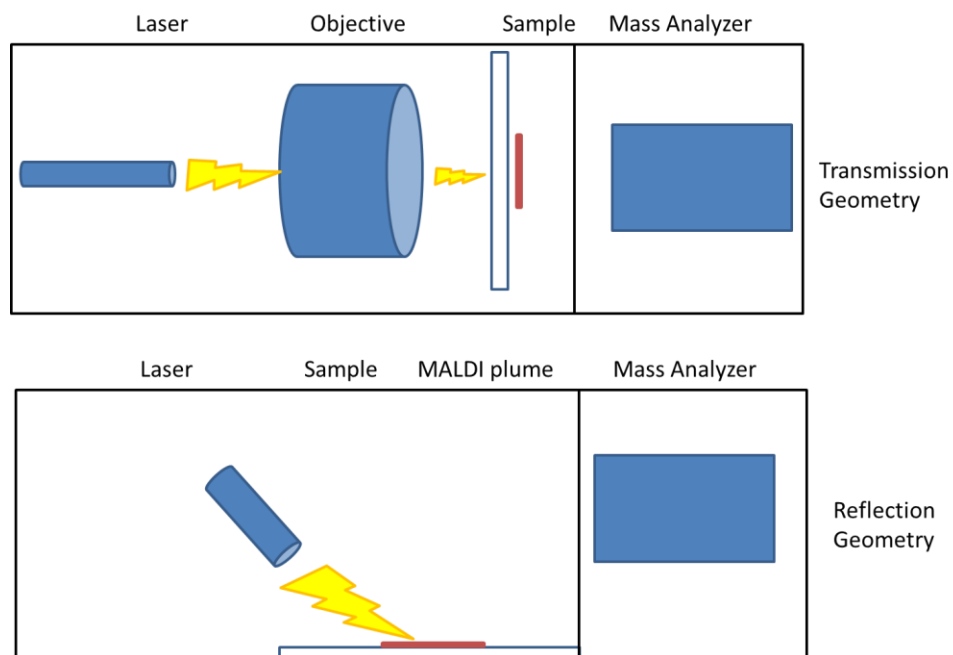 Laser Objective Sample Mass Analyzer
Transmission
Geometry
Laser Sample MALDI plume Mass Analyzer
Reflection
Geometry